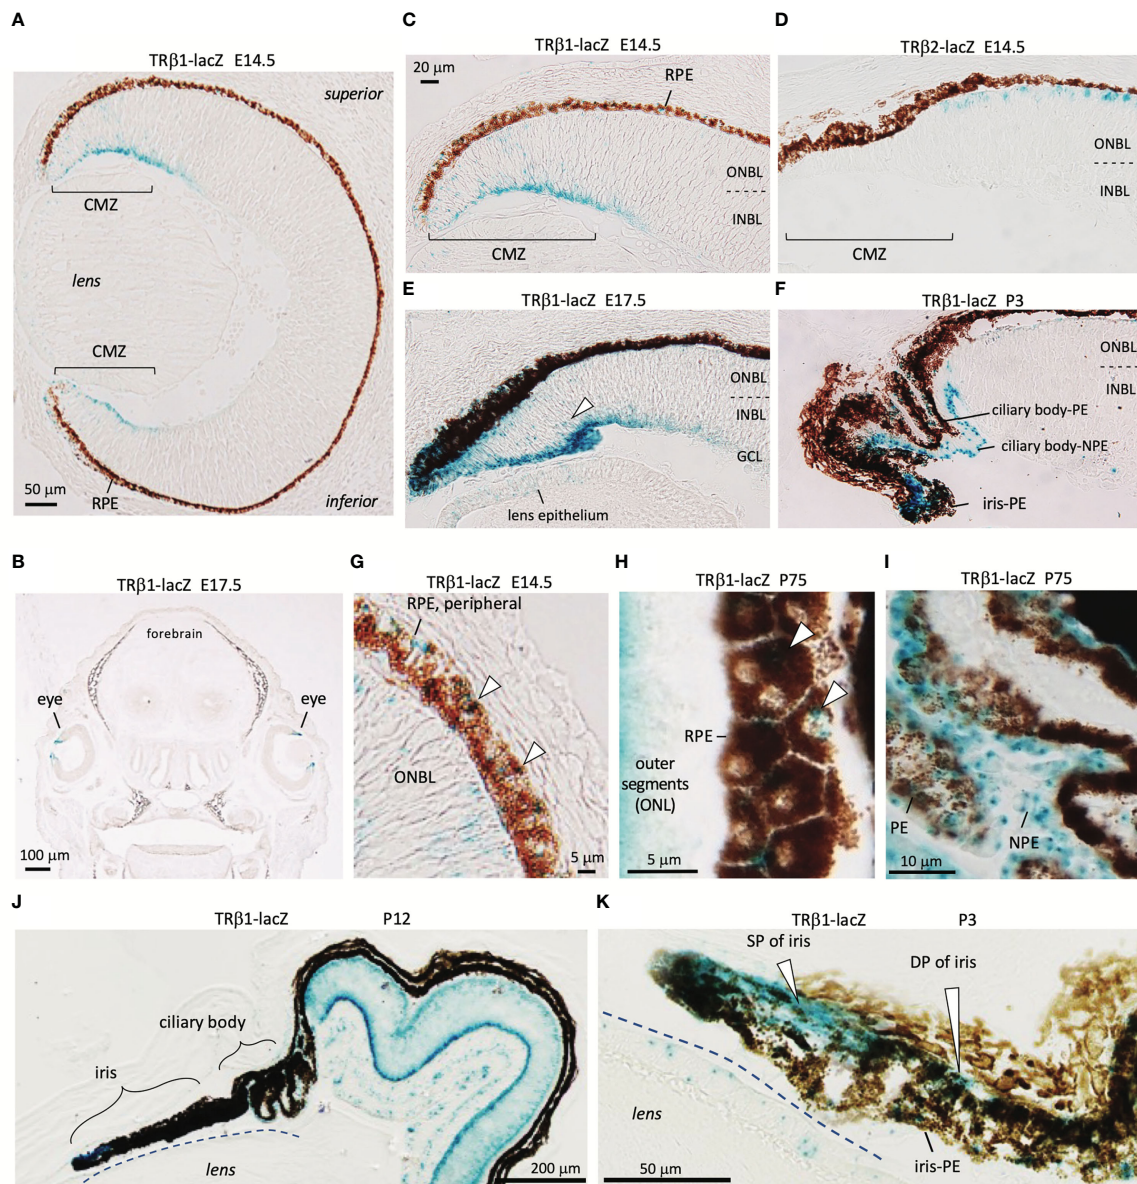 A
TRβ1-lacZ E14.5
superior
CMZ
lens
CMZ
RPE
50 µm
inferior
C
TRβ1-lacZ E14.5
20 µm
RPE
ONBL
INBL
CMZ
D
TRβ2-lacZ E14.5
ONBL
INBL
CMZ
E
TRβ1-lacZ E17.5
ONBL
INBL
GCL
lens epithelium
F
TRβ1-lacZ P3
ONBL
INBL
ciliary body-PE
ciliary body-NPE
iris-PE
B
TRβ1-lacZ E17.5
forebrain
eye
eye
100 µm
G
TRβ1-lacZ E14.5
RPE, peripheral
ONBL
5 µm
H
TRβ1-lacZ P75
RPE
outer
segments
(ONL)
5 µm
I
TRβ1-lacZ P75
PE
NPE
10 µm
J
TRβ1-lacZ P12
ciliary body
iris
lens
200 µm
K
TRβ1-lacZ P3
SP of iris
DP of iris
lens
iris-PE
50 µm